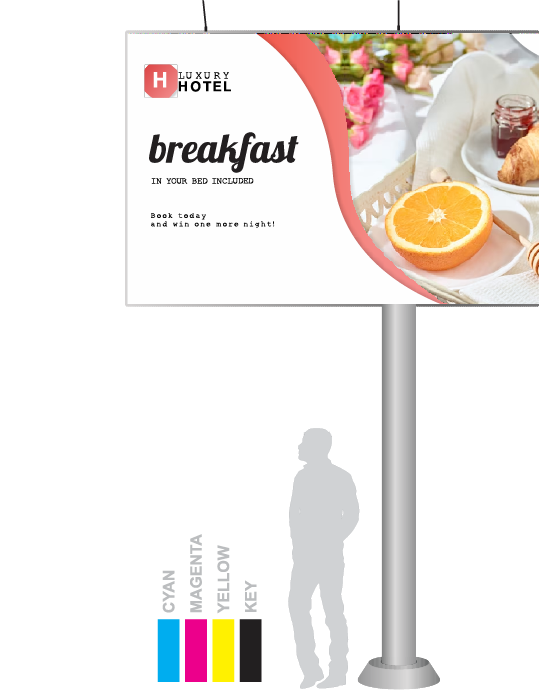 H
LUXURY
HOTEL
breakfast
IN YOUR BED INCLUDED
Book today
and win one more night!
CYAN
MAGENTA
YELLOW
KEY